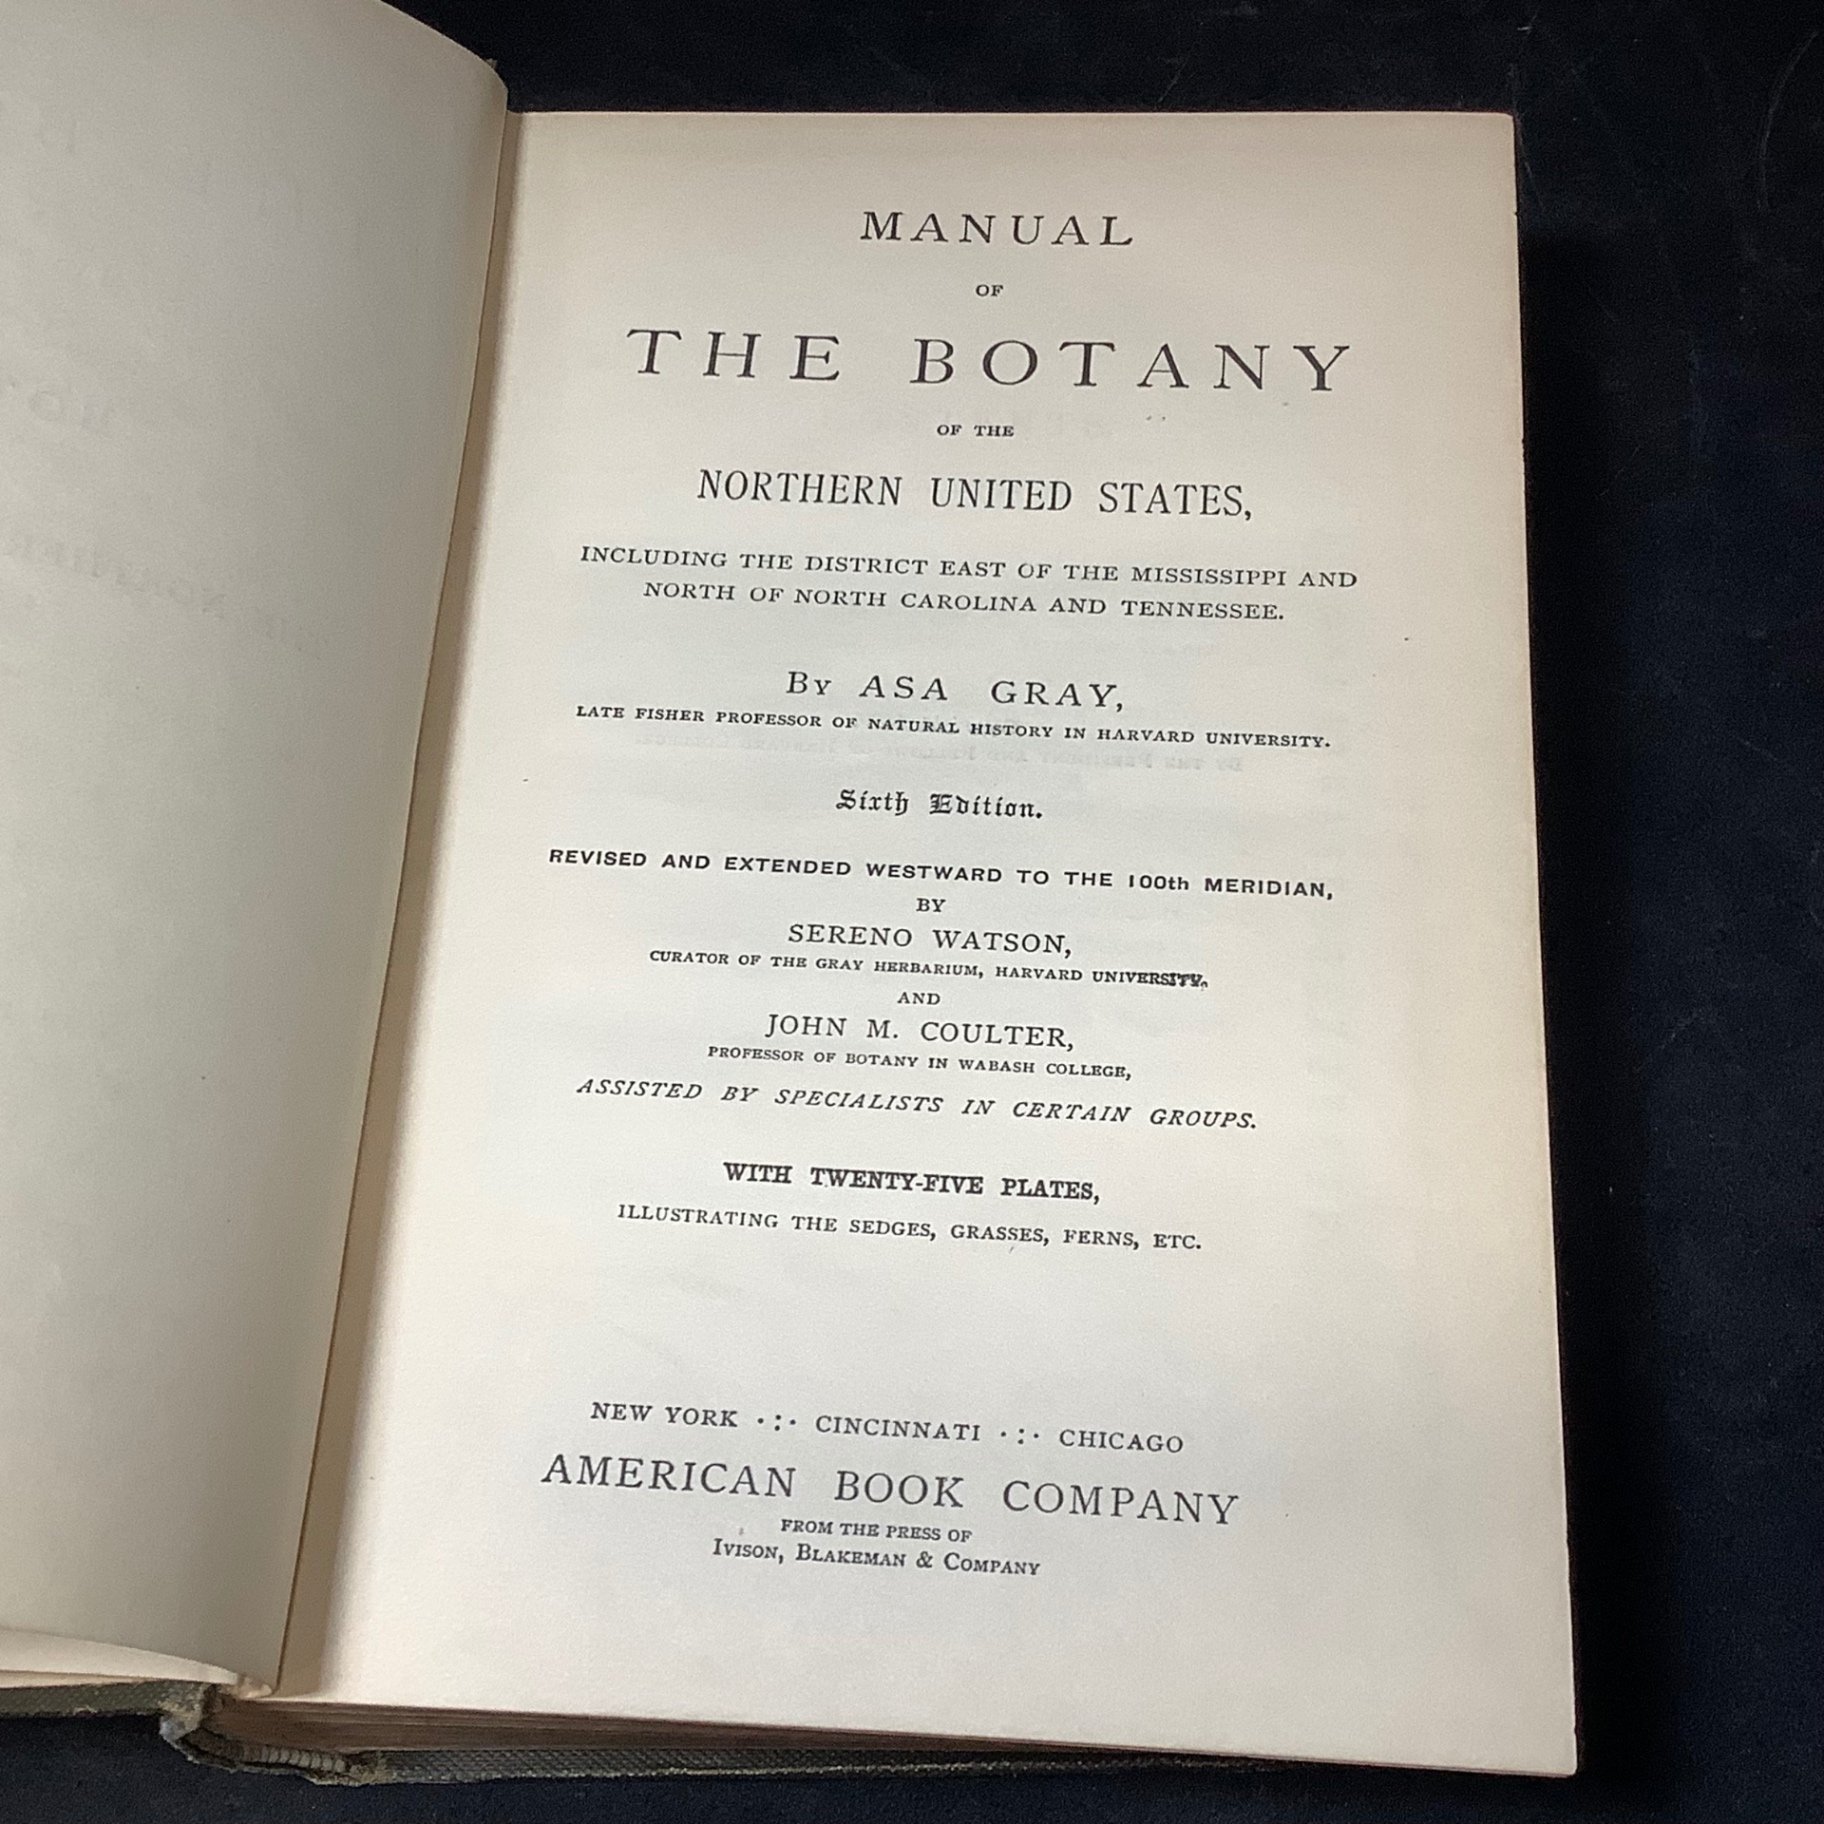 MANUAL
OF
THE BOTANY
OF THE
NORTHERN UNITED STATES,
INCLUDING THE DISTRICT EAST OF THE MISSISSIPPI AND
NORTH OF NORTH CAROLINA AND TENNESSEE.
By ASA GRAY,
LATE FISHER PROFESSOR OF NATURAL HISTORY IN HARVARD UNIVERSITY.
Sixth Edition.
REVISED AND EXTENDED WESTWARD TO THE 100th MERIDIAN,
BY
SERENO WATSON,
CURATOR OF THE GRAY HERBARIUM, HARVARD UNIVERSITY,
AND
JOHN M. COULTER,
PROFESSOR OF BOTANY IN WABASH COLLEGE,
ASSISTED BY SPECIALISTS IN CERTAIN GROUPS.
WITH TWENTY-FIVE PLATES,
ILLUSTRATING THE SEDGES, GRASSES, FERNS, ETC.
NEW YORK ·:· CINCINNATI ·:· CHICAGO
AMERICAN BOOK COMPANY
FROM THE PRESS OF
IVISON, BLAKEMAN & COMPANY